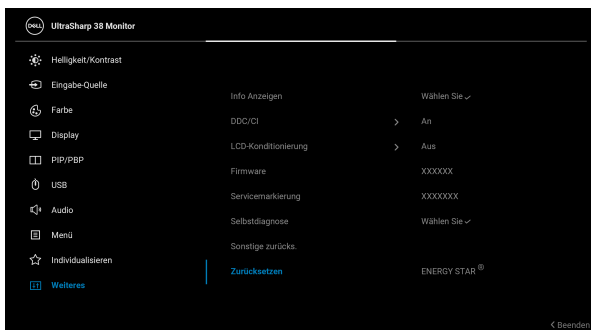 DELL UltraSharp 38 Monitor
Helligkeit/Kontrast
Eingabe-Quelle
Farbe
Display
PIP/PBP
USB
Audio
Menü
Individualisieren
Weiteres
Info Anzeigen Wählen Sie
DDC/CI An
LCD-Konditionierung Aus
Firmware XXXXXX
Servicemarkierung XXXXXXX
Selbstdiagnose Wählen Sie
Sonstige zurücks.
Zurücksetzen ENERGY STAR ®
Beenden